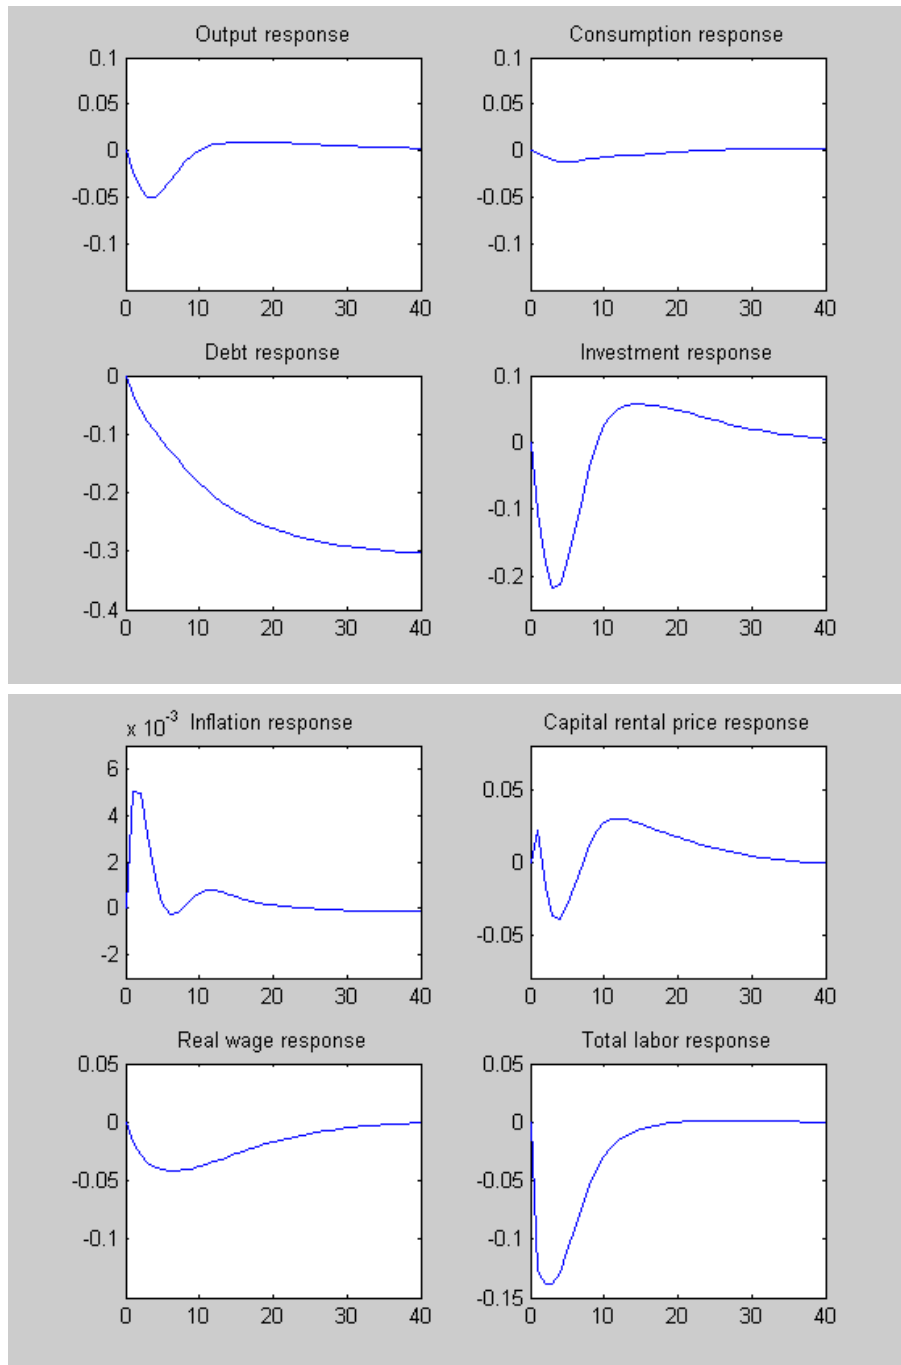 Output response
0.1
0.05
0
-0.05
-0.1
0 10 20 30 40
Consumption response
0.1
0.05
0
-0.05
-0.1
0 10 20 30 40
Debt response
0
-0.1
-0.2
-0.3
-0.4
0 10 20 30 40
Investment response
0.1
0
-0.1
-0.2
0 10 20 30 40
x 10^-3 Inflation response
6
4
2
0
-2
0 10 20 30 40
Capital rental price response
0.05
0
-0.05
0 10 20 30 40
Real wage response
0.05
0
-0.05
-0.1
0 10 20 30 40
Total labor response
0.05
0
-0.05
-0.1
-0.15
0 10 20 30 40